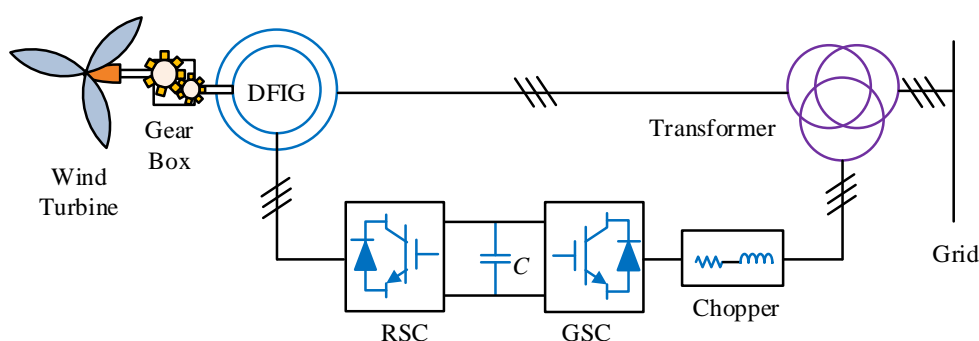 DFIG
Gear
Box
Wind
Turbine
Transformer
Grid
C
RSC
GSC
Chopper